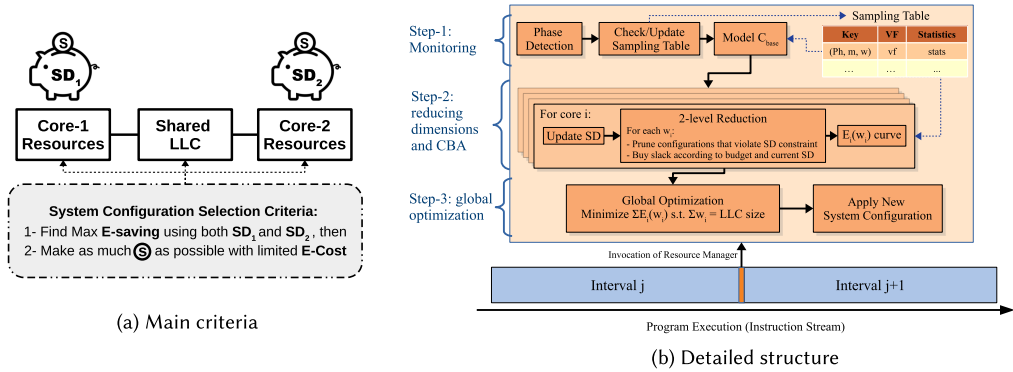 S
SD1
S
SD2
Core-1
Resources
Shared
LLC
Core-2
Resources
System Configuration Selection Criteria:
1- Find Max E-saving using both SD1 and SD2, then
2- Make as much S as possible with limited E-Cost
(a) Main criteria
Step-1:
Monitoring
Phase
Detection
Check/Update
Sampling Table
Model Cbase
Sampling Table
Key VF Statistics
(Ph, m, w) vf stats
... ... ...
Step-2:
reducing
dimensions
and CBA
For core i:
Update SD
2-level Reduction
For each wi:
- Prune configurations that violate SD constraint
- Buy slack according to budget and current SD
Ei(wi) curve
Step-3: global
optimization
Global Optimization
Minimize ΣEi(wi) s.t. Σwi = LLC size
Apply New
System Configuration
Invocation of Resource Manager
Interval j
Interval j+1
Program Execution (Instruction Stream)
(b) Detailed structure